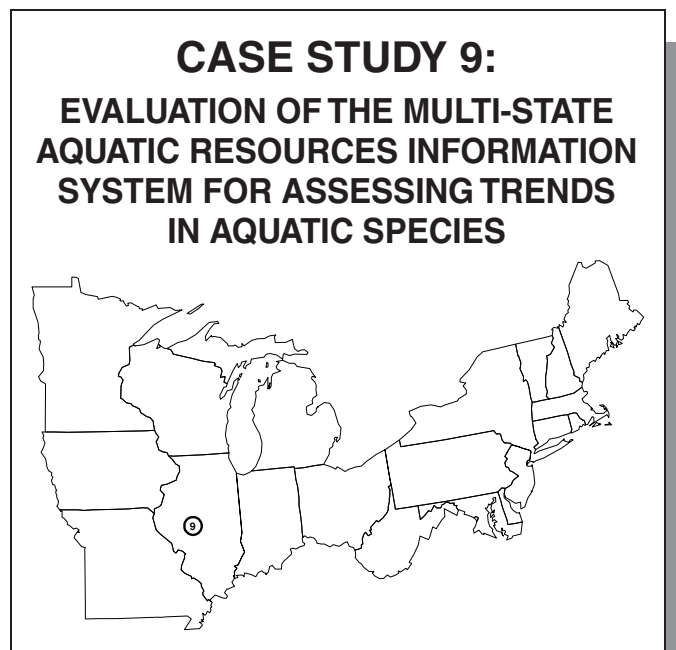 CASE STUDY 9:
EVALUATION OF THE MULTI-STATE
AQUATIC RESOURCES INFORMATION
SYSTEM FOR ASSESSING TRENDS
IN AQUATIC SPECIES
9